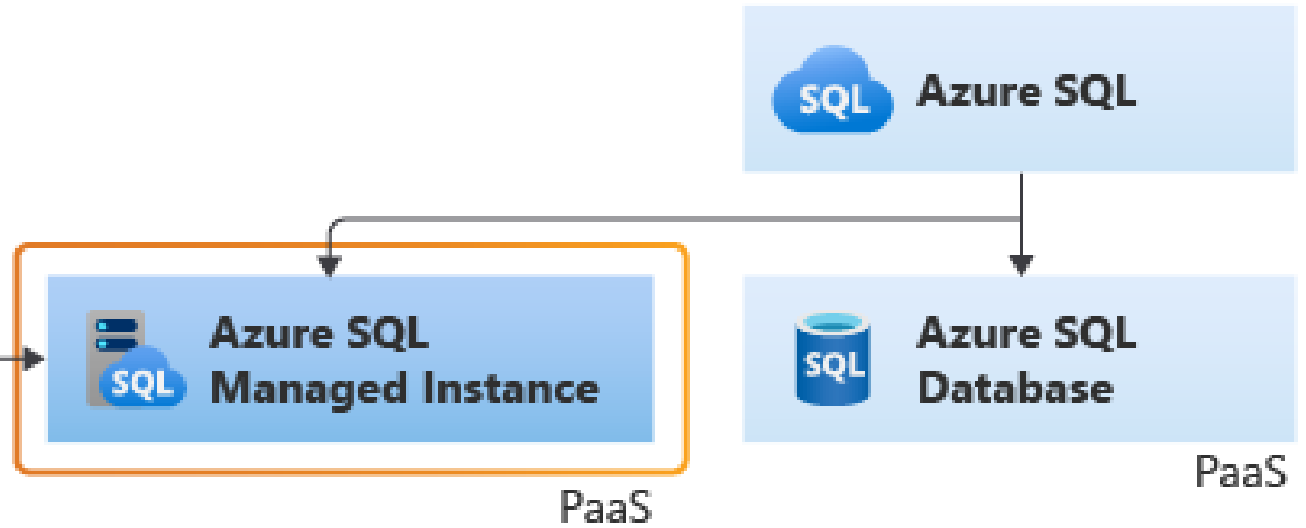 SQL
Azure SQL
SQL
Azure SQL
Managed Instance
PaaS
SQL
Azure SQL
Database
PaaS